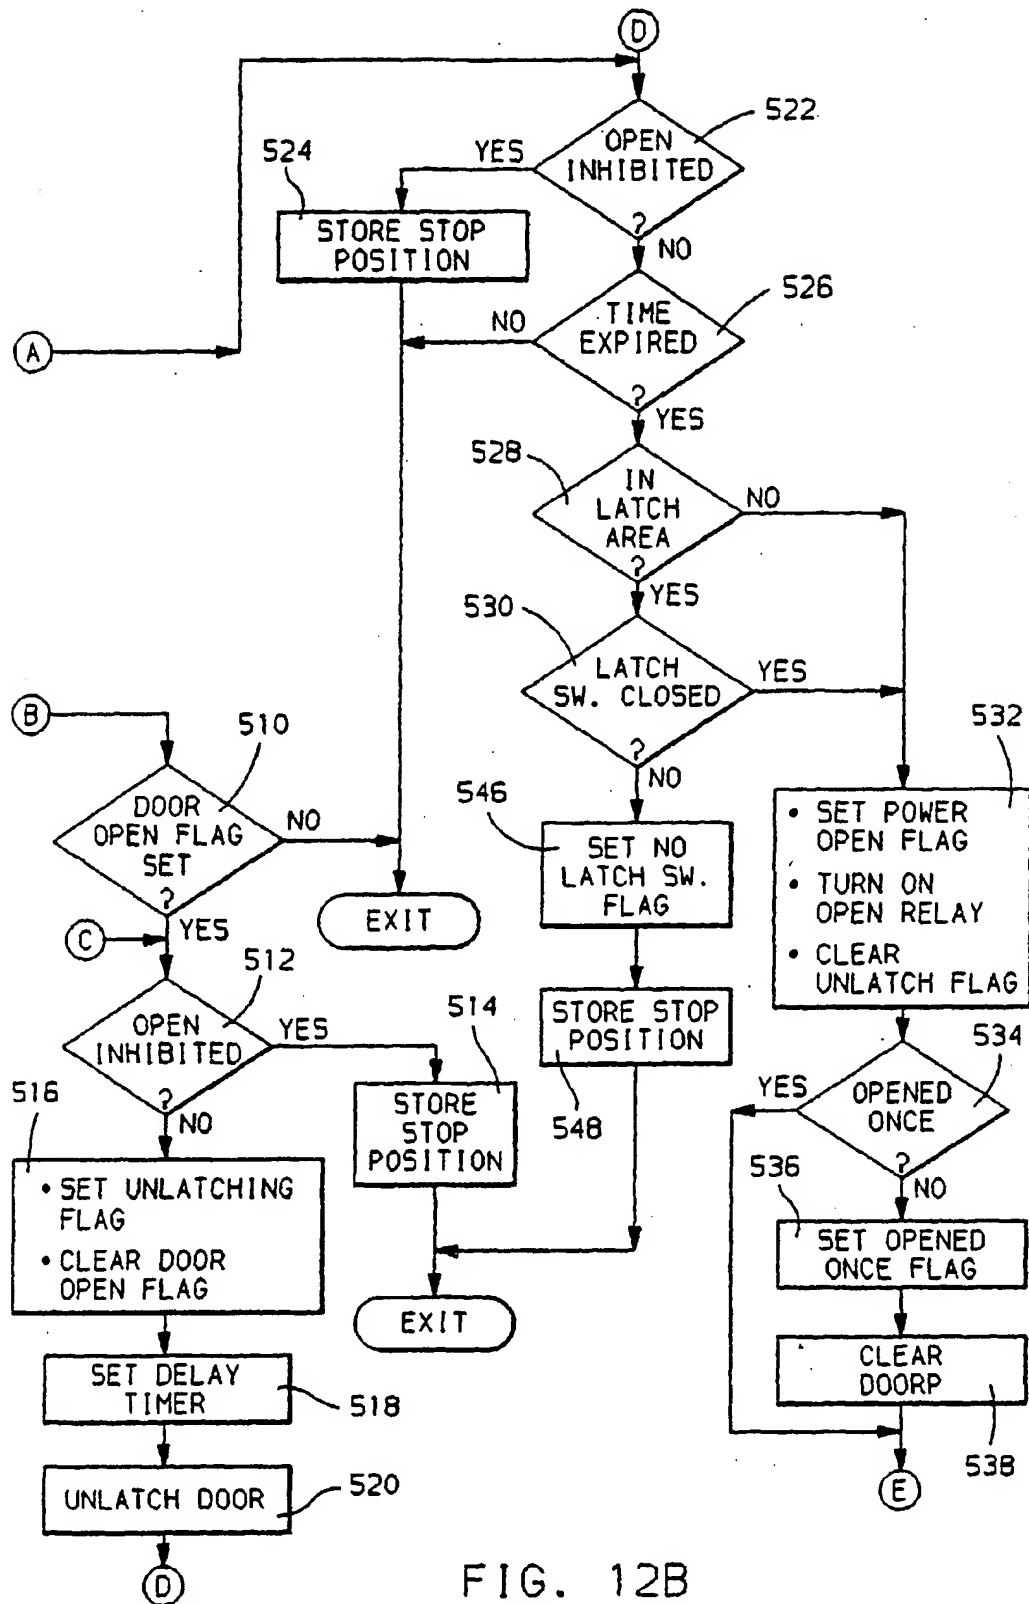 D
522
OPEN
INHIBITED
?
YES
524
STORE STOP
POSITION
NO
526
TIME
EXPIRED
?
NO
A
YES
528
IN
LATCH
AREA
?
NO
YES
530
LATCH
SW. CLOSED
?
YES
NO
B
510
DOOR
OPEN FLAG
SET
?
NO
EXIT
YES
C
512
OPEN
INHIBITED
?
YES
514
STORE
STOP
POSITION
NO
516
• SET UNLATCHING
FLAG
• CLEAR DOOR
OPEN FLAG
EXIT
SET DELAY
TIMER
518
UNLATCH DOOR
520
D
546
SET NO
LATCH SW.
FLAG
STORE STOP
POSITION
548
532
• SET POWER
OPEN FLAG
• TURN ON
OPEN RELAY
• CLEAR
UNLATCH FLAG
534
OPENED
ONCE
?
YES
NO
536
SET OPENED
ONCE FLAG
CLEAR
DOORP
538
E
FIG. 12B